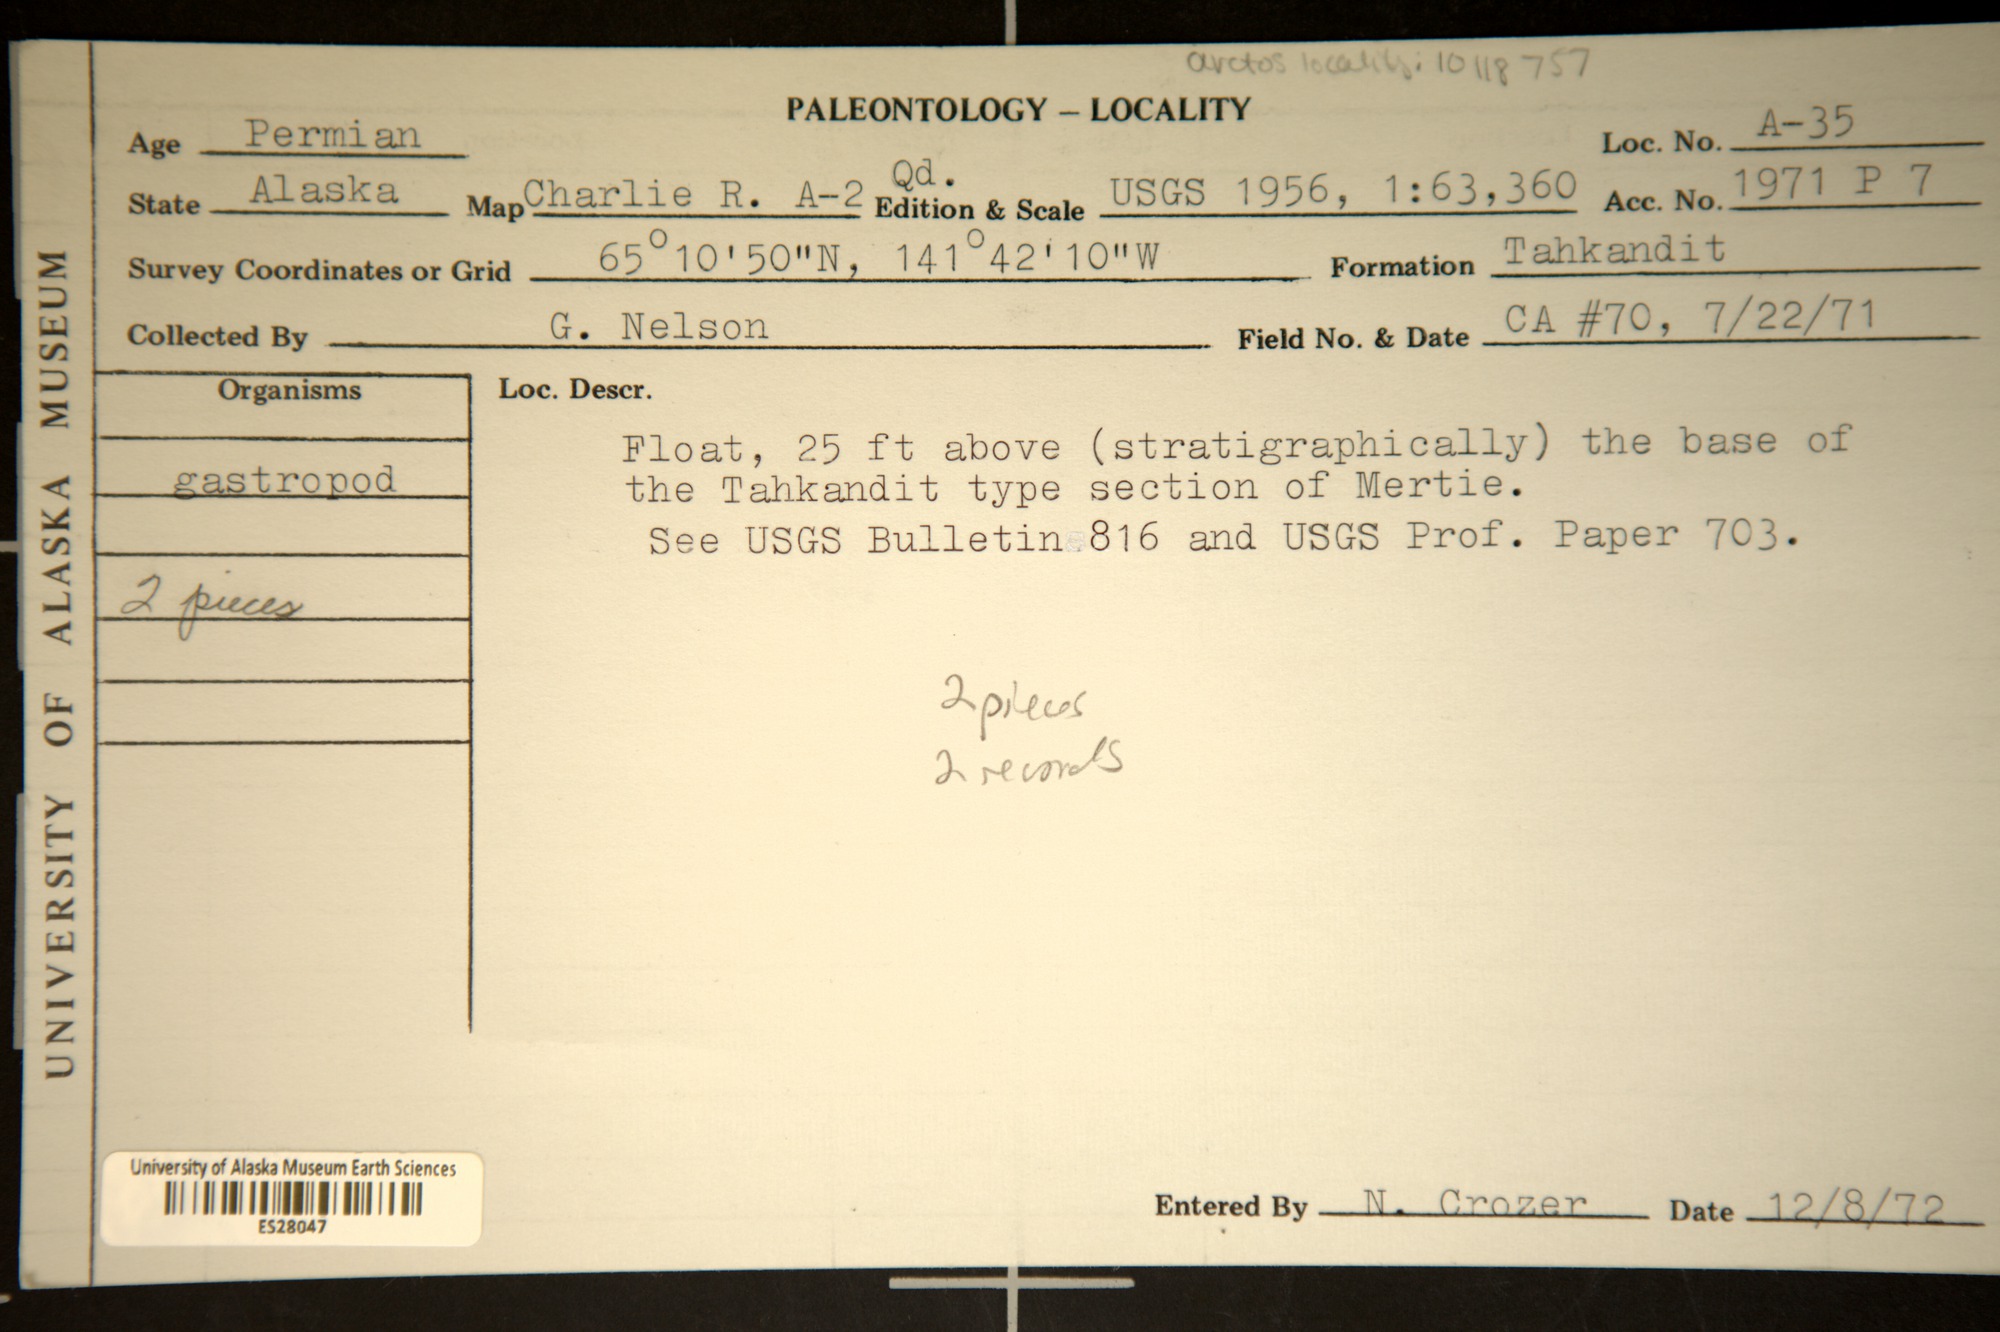 arctos locality: 10118757
PALEONTOLOGY – LOCALITY
Age Permian
Loc. No. A-35
State Alaska Map Charlie R. A-2 Qd. Edition & Scale USGS 1956, 1:63,360 Acc. No. 1971 P 7
Survey Coordinates or Grid 65°10'50"N, 141°42'10"W Formation Tahkandit
Collected By G. Nelson Field No. & Date CA #70, 7/22/71
Organisms
gastropod
2 pieces
Loc. Descr.
Float, 25 ft above (stratigraphically) the base of
the Tahkandit type section of Mertie.
See USGS Bulletin 816 and USGS Prof. Paper 703.
2 pieces
2 records
UNIVERSITY OF ALASKA MUSEUM
University of Alaska Museum Earth Sciences
ES28047
Entered By N. Crozer Date 12/8/72